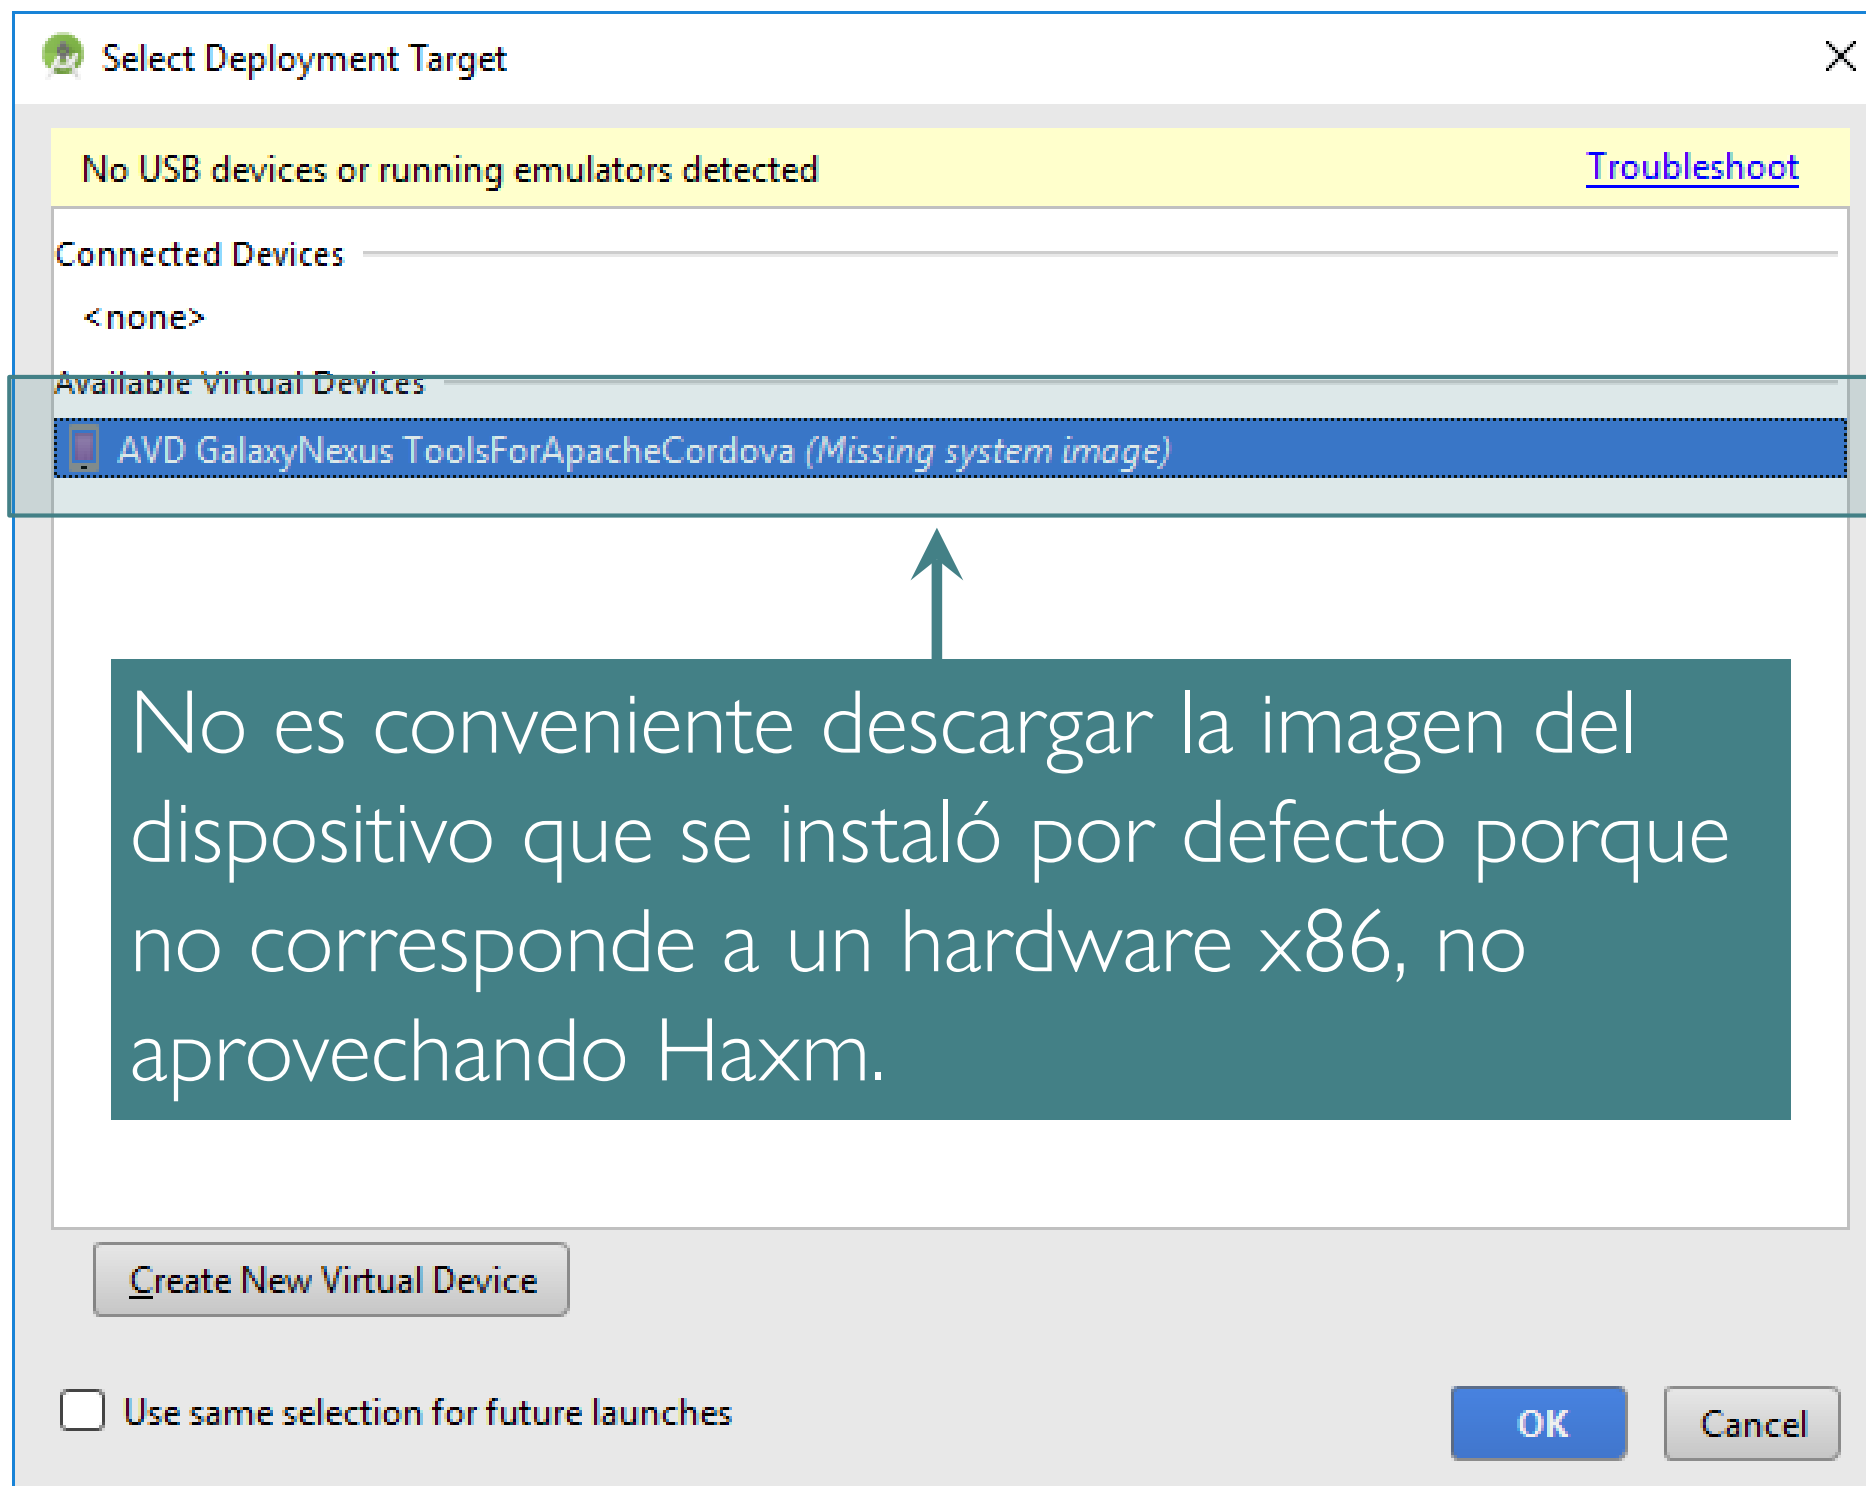 Select Deployment Target
No USB devices or running emulators detected Troubleshoot
Connected Devices
<none>
Available Virtual Devices
AVD GalaxyNexus ToolsForApacheCordova (Missing system image)
No es conveniente descargar la imagen del
dispositivo que se instaló por defecto porque
no corresponde a un hardware x86, no
aprovechando Haxm.
Create New Virtual Device
Use same selection for future launches
OK Cancel